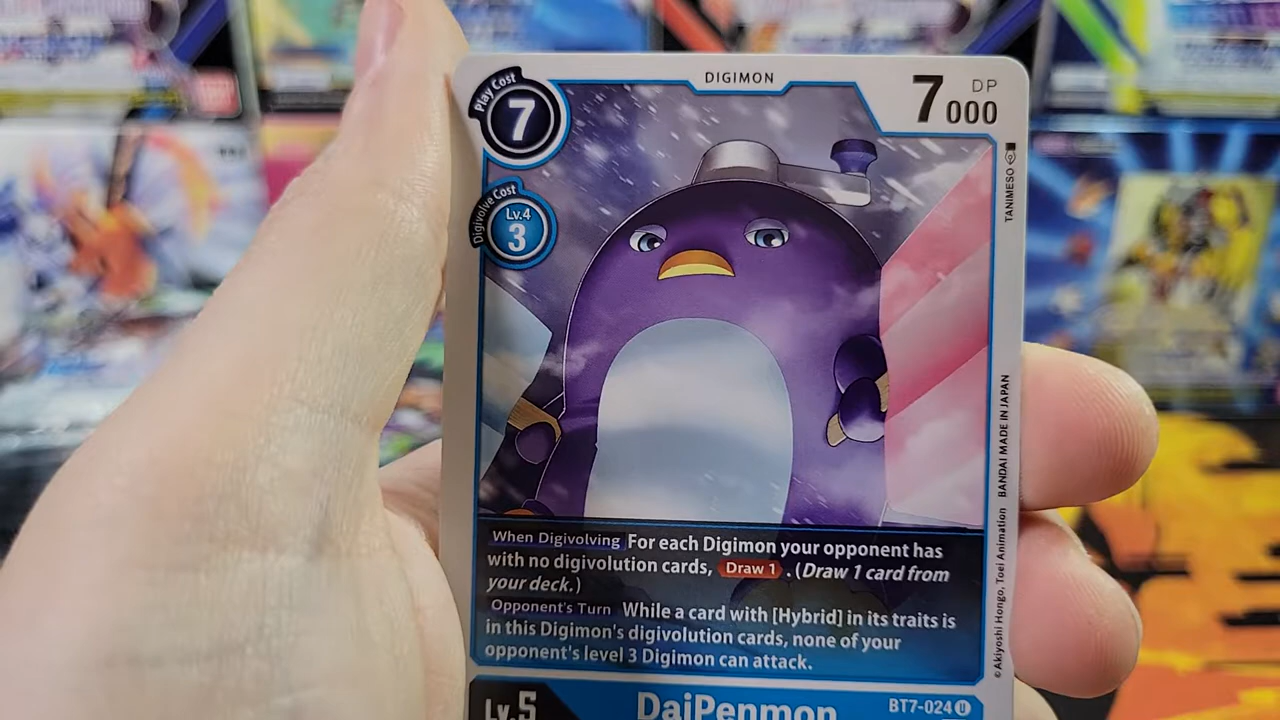 DIGIMON
Play Cost
7
7000
DP
Digivolve Cost
Lv.4
3
TANIMESO
When Digivolving For each Digimon your opponent has
with no digivolution cards, Draw 1 . (Draw 1 card from
your deck.)
Opponent's Turn While a card with [Hybrid] in its traits is
in this Digimon's digivolution cards, none of your
opponent's level 3 Digimon can attack.
©Akiyoshi Hongo, Toei Animation BANDAI MADE IN JAPAN
Lv.5
DaiPenmon
BT7-024 U